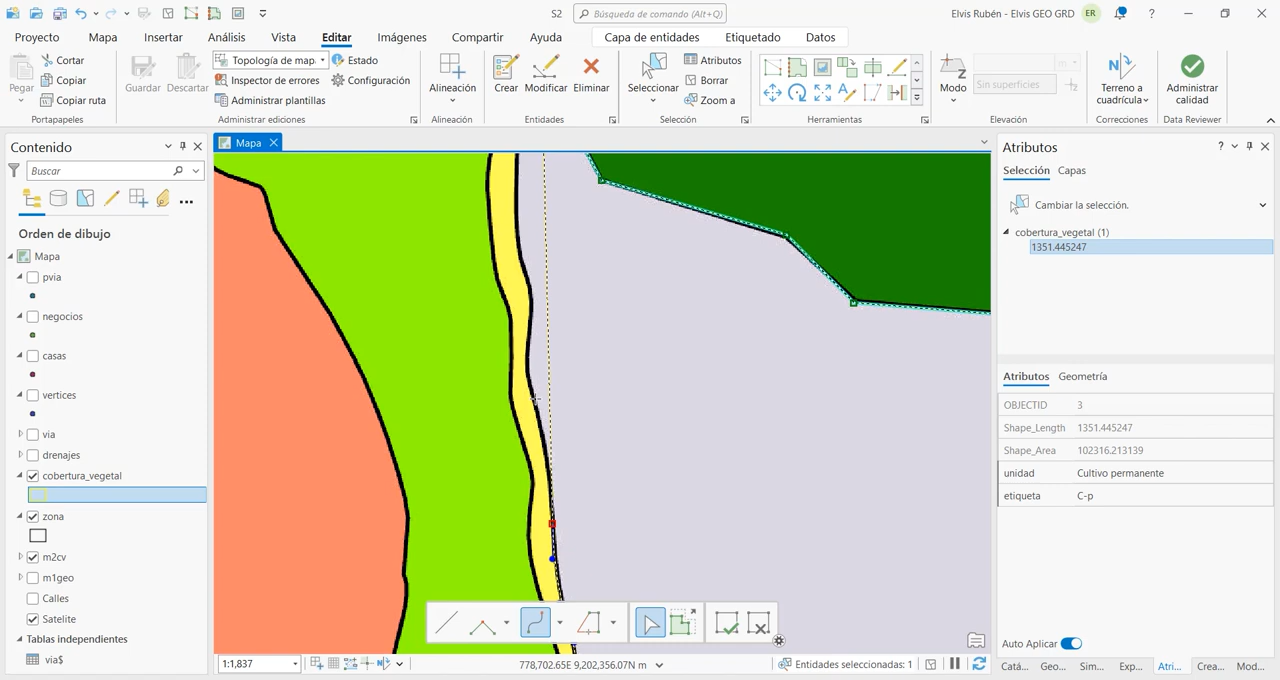 S2
Búsqueda de comando (Alt+Q)
Elvis Rubén - Elvis GEO GRD
ER
?
Proyecto
Mapa
Insertar
Análisis
Vista
Editar
Imágenes
Compartir
Ayuda
Capa de entidades
Etiquetado
Datos
Pegar
Cortar
Copiar
Copiar ruta
Portapapeles
Guardar
Descartar
Topología de map
Estado
Inspector de errores
Configuración
Administrar plantillas
Administrar ediciones
Alineación
Alineación
Crear
Modificar
Eliminar
Entidades
Seleccionar
Atributos
Borrar
Zoom a
Selección
Herramientas
Modo
Sin superficies
Elevación
Terreno a
cuadrícula
Correcciones
Administrar
calidad
Data Reviewer
Contenido
Buscar
Orden de dibujo
Mapa
pvia
negocios
casas
vertices
via
drenajes
cobertura_vegetal
zona
m2cv
m1geo
Calles
Satelite
Tablas independientes
via$
Mapa
1:1,837
778,702.65E 9,202,356.07N m
Entidades seleccionadas: 1
Atributos
?
Selección
Capas
Cambiar la selección.
cobertura_vegetal (1)
1351.445247
Atributos
Geometría
OBJECTID 3
Shape_Length 1351.445247
Shape_Area 102316.213139
unidad Cultivo permanente
etiqueta C-p
Auto Aplicar
Catá...
Geo...
Sim...
Exp...
Atri...
Crea...
Mod...